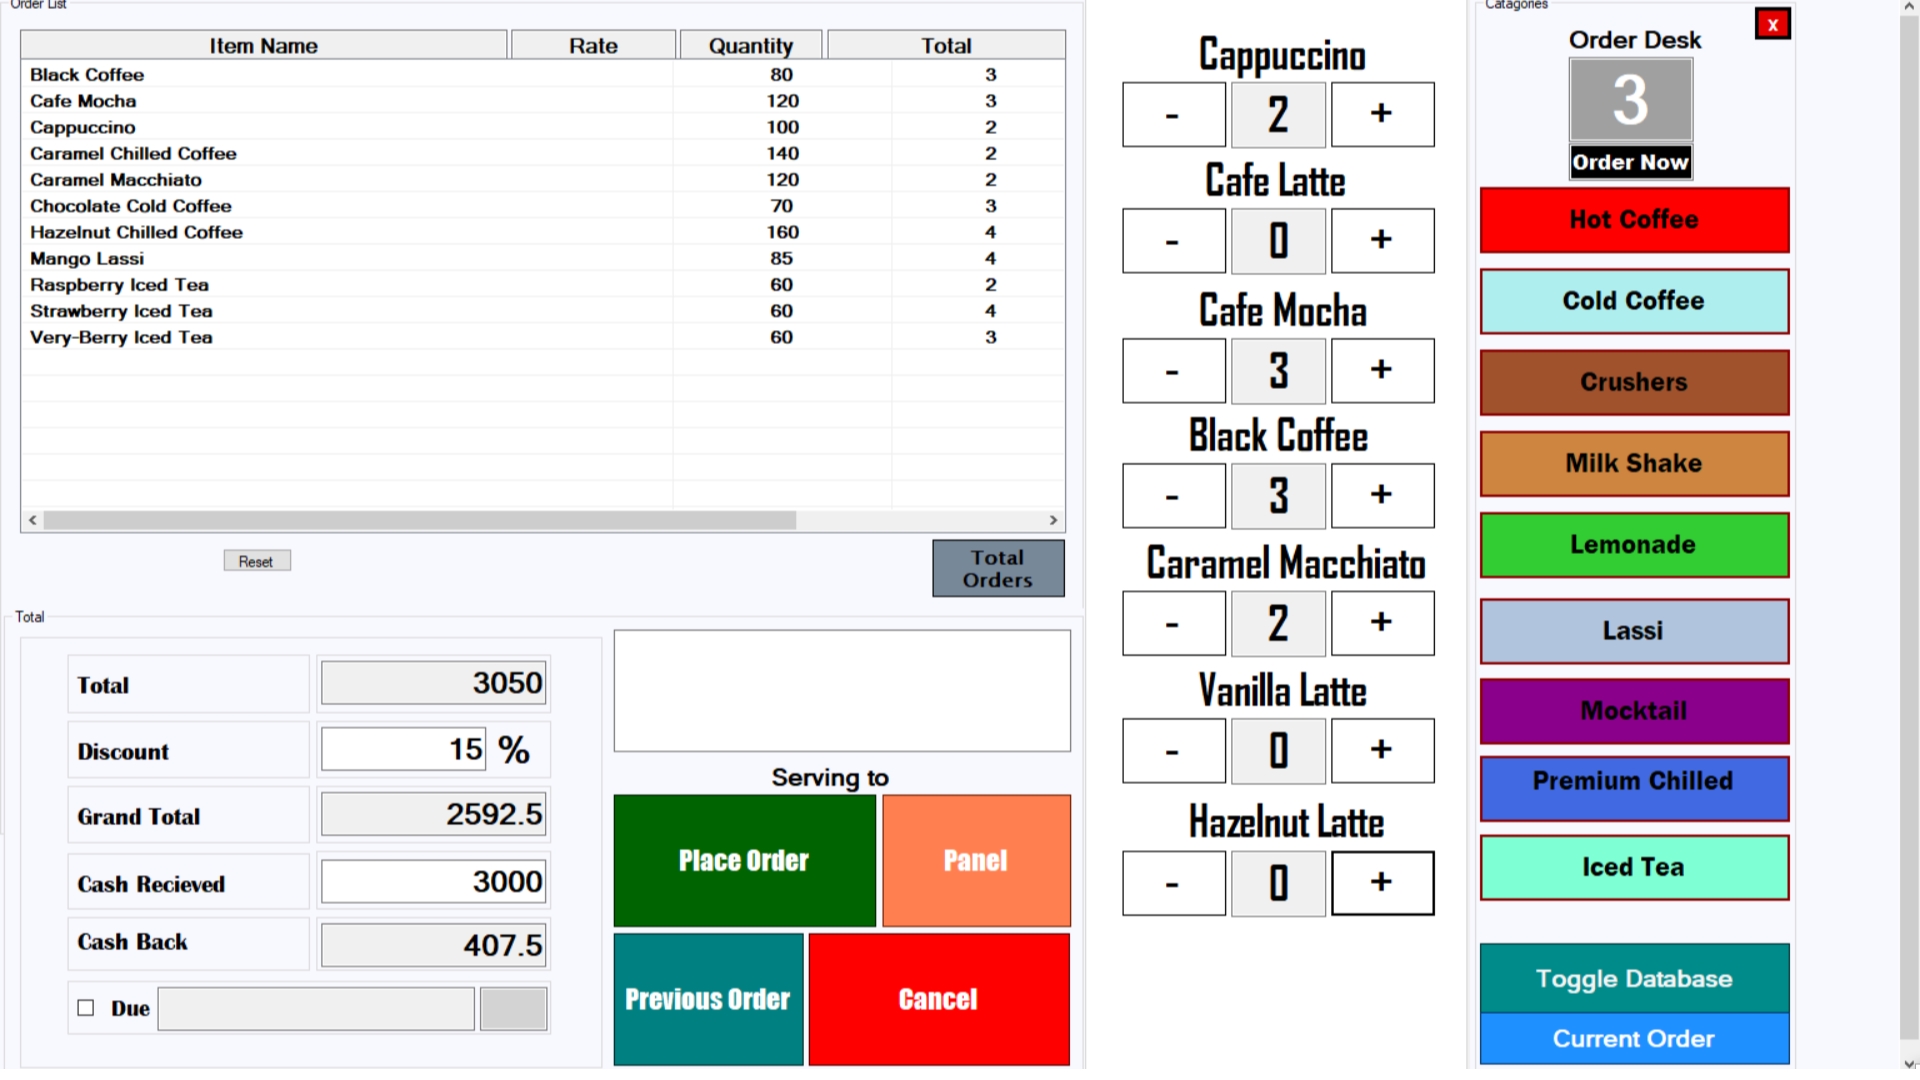 Order List
Item Name Rate Quantity Total
Black Coffee 80 3
Cafe Mocha 120 3
Cappuccino 100 2
Caramel Chilled Coffee 140 2
Caramel Macchiato 120 2
Chocolate Cold Coffee 70 3
Hazelnut Chilled Coffee 160 4
Mango Lassi 85 4
Raspberry Iced Tea 60 2
Strawberry Iced Tea 60 4
Very-Berry Iced Tea 60 3
< >
Reset
Total
Orders
Total
Total 3050
Discount 15 %
Grand Total 2592.5
Cash Recieved 3000
Cash Back 407.5
Due
Serving to
Place Order
Panel
Previous Order
Cancel
Cappuccino
- 2 +
Cafe Latte
- 0 +
Cafe Mocha
- 3 +
Black Coffee
- 3 +
Caramel Macchiato
- 2 +
Vanilla Latte
- 0 +
Hazelnut Latte
- 0 +
Catagories
x
Order Desk
3
Order Now
Hot Coffee
Cold Coffee
Crushers
Milk Shake
Lemonade
Lassi
Mocktail
Premium Chilled
Iced Tea
Toggle Database
Current Order